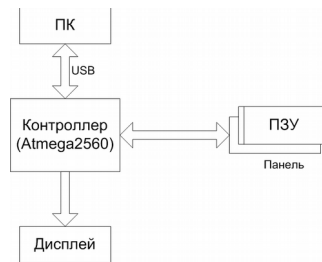 ПК
USB
Контроллер
(Atmega2560)
ПЗУ
Панель
Дисплей